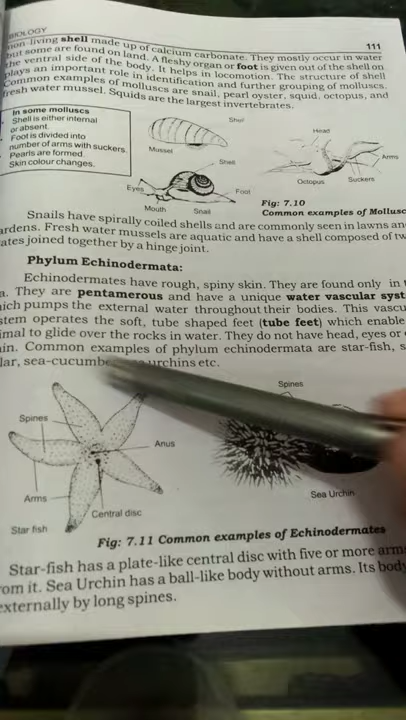 BIOLOGY
111
non-living shell made up of calcium carbonate. They mostly occur in water
but some are found on land. A fleshy organ or foot is given out of the shell on
the ventral side of the body. It helps in locomotion. The structure of shell
plays an important role in identification and further grouping of molluscs.
Common examples of molluscs are snail, pearl oyster, squid, octopus, and
fresh water mussel. Squids are the largest invertebrates.
In some molluscs
Shell is either internal
or absent.
Foot is divided into
number of arms with suckers.
Pearls are formed
Skin colour changes.
Shell
Mussel
Head
Arms
Octopus
Suckers
Shell
Eyes
Foot
Mouth
Snail
Fig: 7.10
Common examples of Mollusc
Snails have spirally coiled shells and are commonly seen in lawns an
ardens. Fresh water mussels are aquatic and have a shell composed of tw
ates joined together by a hinge joint.
Phylum Echinodermata:
Echinodermates have rough, spiny skin. They are found only in
a. They are pentamerous and have a unique water vascular syst
ich pumps the external water throughout their bodies. This vascu
stem operates the soft, tube shaped feet (tube feet) which enable
imal to glide over the rocks in water. They do not have head, eyes or
in. Common examples of phylum echinodermata are star-fish, s
lar, sea-cucumbe urchins etc.
Spines
Spines
Anus
Arms
Central disc
Star fish
Sea Urchin
Fig: 7.11 Common examples of Echinodermates
Star-fish has a plate-like central disc with five or more arm
rom it. Sea Urchin has a ball-like body without arms. Its body
externally by long spines.